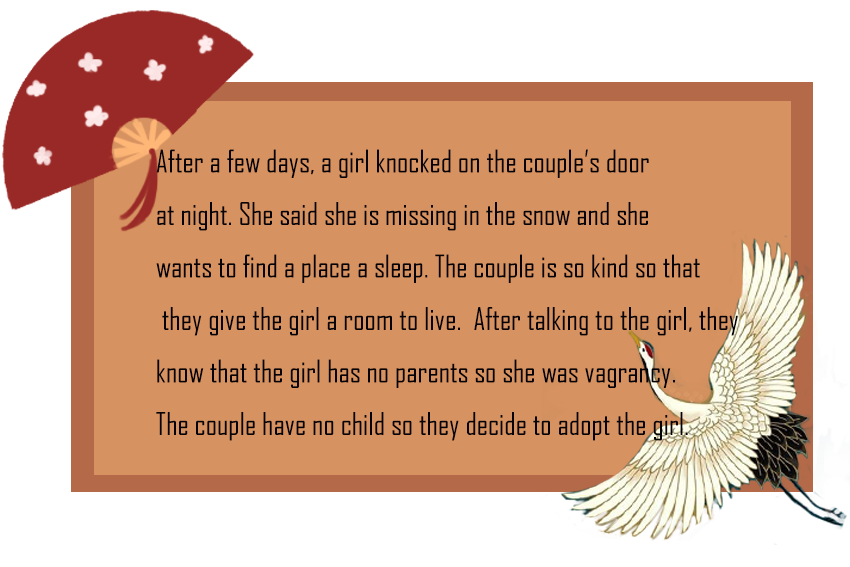 After a few days, a girl knocked on the couple's door
at night. She said she is missing in the snow and she
wants to find a place a sleep. The couple is so kind so that
they give the girl a room to live. After talking to the girl, they
know that the girl has no parents so she was vagrancy.
The couple have no child so they decide to adopt the girl.